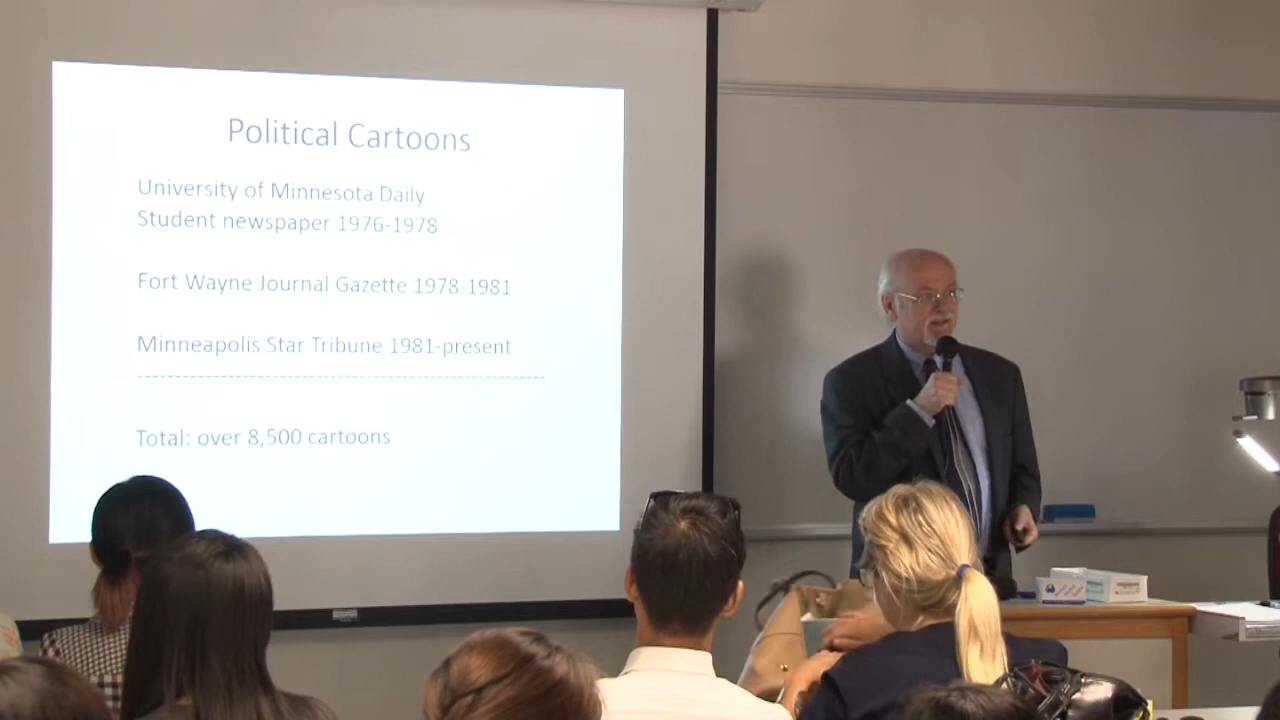 Political Cartoons
University of Minnesota Daily
Student newspaper 1976-1978
Fort Wayne Journal Gazette 1978-1981
Minneapolis Star Tribune 1981-present
Total: over 8,500 cartoons